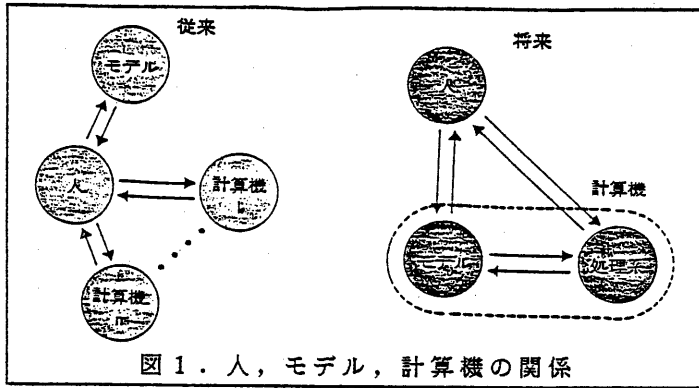 従来
モデル
人
計算機
1
計算機
m
将来
人
計算機
モデル
処理系
図1.人,モデル,計算機の関係